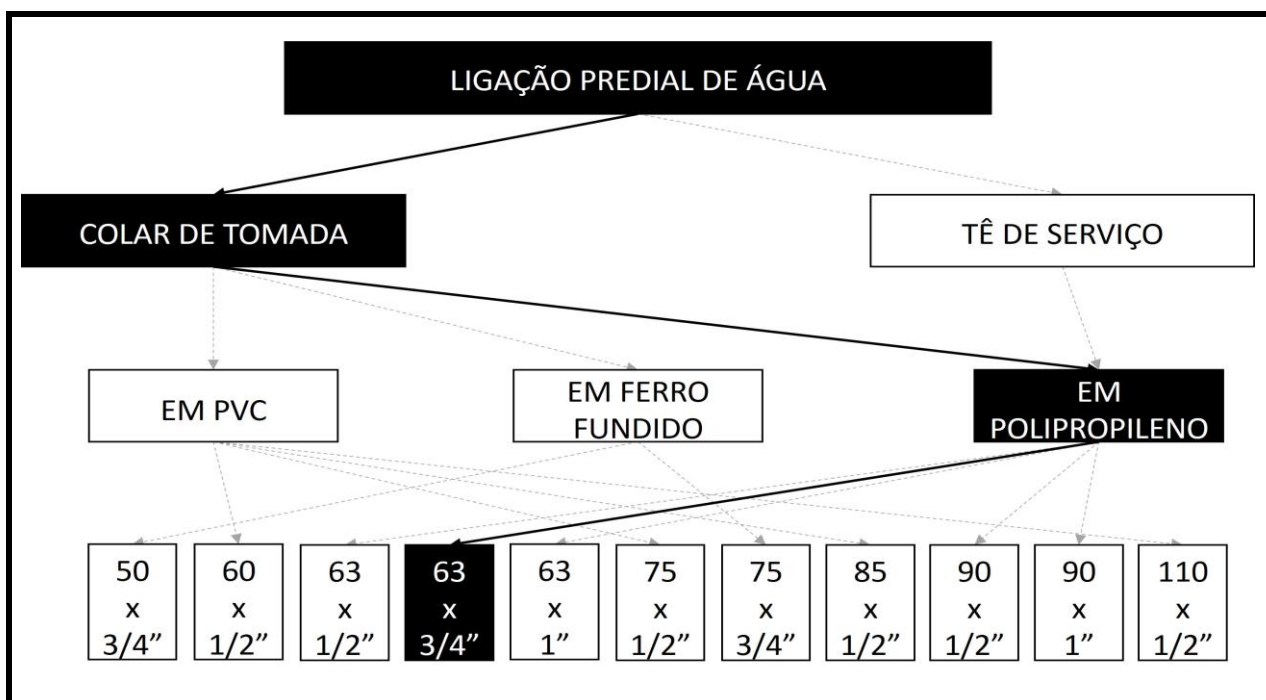 LIGAÇÃO PREDIAL DE ÁGUA
COLAR DE TOMADA
TÊ DE SERVIÇO
EM PVC
EM FERRO
FUNDIDO
EM
POLIPROPILENO
50
x
3/4”
60
x
1/2”
63
x
1/2”
63
x
3/4”
63
x
1”
75
x
1/2”
75
x
3/4”
85
x
1/2”
90
x
1/2”
90
x
1”
110
x
1/2”